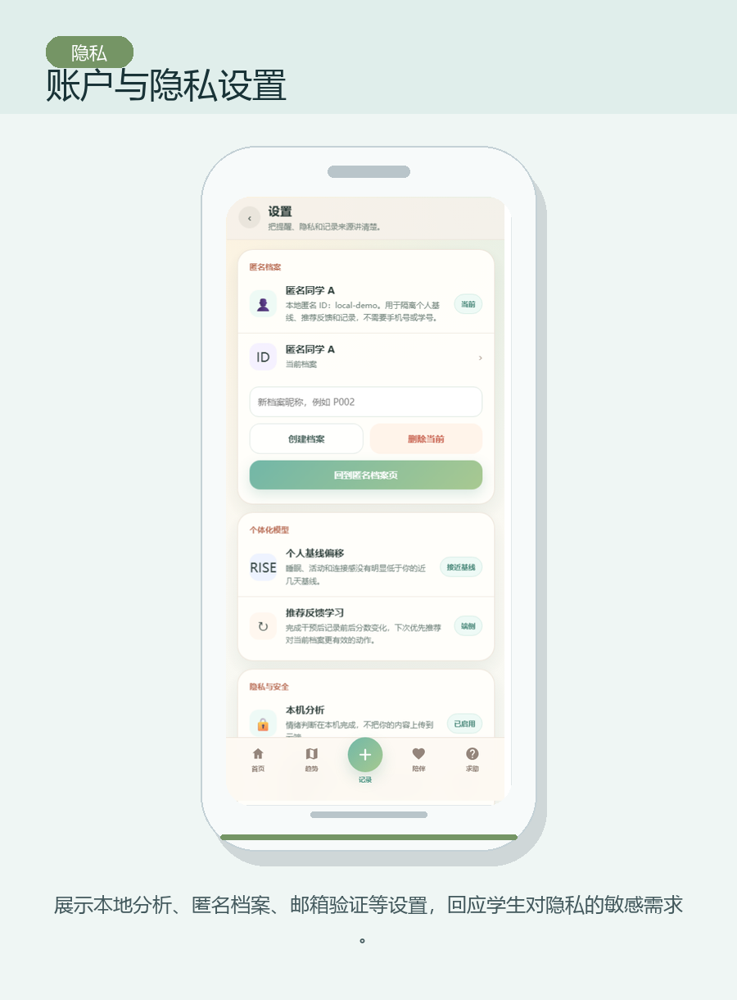 隐私
账户与隐私设置
设置
把提醒、隐私和记录来源讲清楚。
匿名档案
匿名同学 A
本地匿名 ID：local-demo。用于隔离个人基
线、推荐反馈和记录，不需要手机号或学号。
当前
ID
匿名同学 A
当前档案
新档案昵称，例如 P002
创建档案
删除当前
回到匿名档案页
个体化模型
RISE
个人基线偏移
睡眠、活动和连接感没有明显低于你的近
几天基线。
接近基线
推荐反馈学习
完成干预后记录前后分数变化，下次优先推荐
对当前档案更有效的动作。
端侧
隐私与安全
本机分析
情绪判断在本机完成，不把你的内容上传到
已启用
首页
趋势
记录
陪伴
求助
展示本地分析、匿名档案、邮箱验证等设置，回应学生对隐私的敏感需求
。